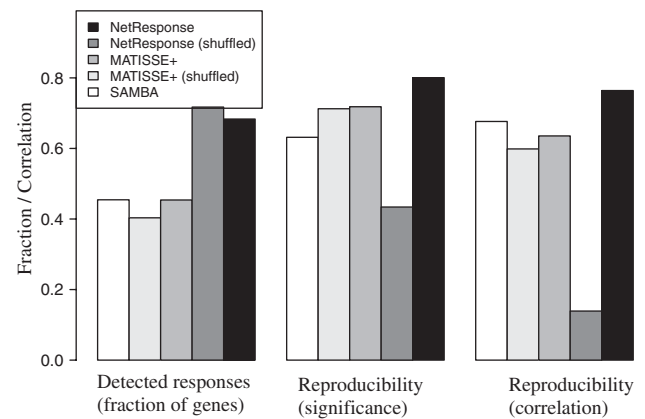 NetResponse
NetResponse (shuffled)
MATISSE+
MATISSE+ (shuffled)
SAMBA
Fraction / Correlation
0.8
0.6
0.4
0.2
0.0
Detected responses
(fraction of genes)
Reproducibility
(significance)
Reproducibility
(correlation)